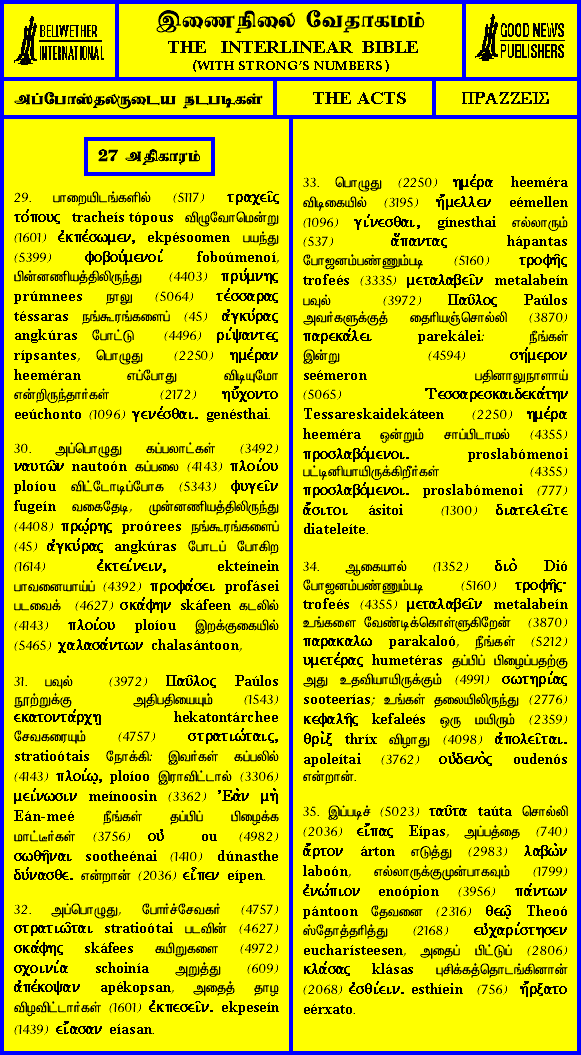 BELLWETHER
INTERNATIONAL
இணைநிலை வேதாகமம்
THE INTERLINEAR BIBLE
(WITH STRONG'S NUMBERS)
GOOD NEWS
PUBLISHERS
அப்போஸ்தலருடைய நடபடிகள்
THE ACTS
ΠΡΑΖΖΕΙΣ
27 அதிகாரம்
29. பாறையிடங்களில் (5117) τραχεῖς
τόπους tracheís tópous விழுவோமென்று
(1601) ἐκπέσωμεν, ekpésoomen பயந்து
(5399) φοβούμενοί foboúmenoí,
பின்னணியத்திலிருந்து (4403) πρύμνης
prúmnees நாலு (5064) τέσσαρας
téssaras நங்கூரங்களைப் (45) ἀγκύρας
angkúras போட்டு (4496) ρίψαντες
rípsantes, பொழுது (2250) ημέραν
heeméran எப்போது விடியுமோ
என்றிருந்தார்கள் (2172) ηὔχοντο
eeúchonto (1096) γενέσθαι. genésthai.
30. அப்பொழுது கப்பலாட்கள் (3492)
ναυτῶν nautoón கப்பலை (4143) πλοίου
ploíou விட்டோடிப்போக (5343) φυγεῖν
fugeín வகைதேடி, முன்னணியத்திலிருந்து
(4408) πρῴρης proórees நங்கூரங்களைப்
(45) ἀγκύρας angkúras போடப் போகிற
(1614) ἐκτείνειν, ekteínein
பாவனையாய்ப் (4392) προφάσει profásei
படவைக் (4627) σκάφην skáfeen கடலில்
(4143) πλοίου ploíou இறக்குகையில்
(5465) χαλασάντων chalasántoon,
31. பவுல் (3972) Παῦλος Paúlos
நூற்றுக்கு அதிபதியையும் (1543)
εκατοντάρχῃ hekatontárchee
சேவகரையும் (4757) στρατιώταις,
stratioótais நோக்கி: இவர்கள் கப்பலில்
(4143) πλοίῳ, ploíoo இராவிட்டால் (3306)
μείνωσιν meínoosin (3362) Ἐὰν μὴ
Eán-meé நீங்கள் தப்பிப் பிழைக்க
மாட்டீர்கள் (3756) οὐ ou (4982)
σωθῆναι sootheénai (1410) dúnasthe
δύνασθε. என்றான் (2036) εἶπεν eípen.
32. அப்பொழுது, போர்ச்சேவகர் (4757)
στρατιῶται stratioótai படவின் (4627)
σκάφης skáfees கயிறுகளை (4972)
σχοινία schoinía அறுத்து (609)
ἀπέκοψαν apékopsan, அதைத் தாழ
விழவிட்டார்கள் (1601) ἐκπεσεῖν. ekpeseín
(1439) εἴασαν eíasan.
33. பொழுது (2250) ημέρα heeméra
விடிகையில் (3195) ἤμελλεν eémellen
(1096) γίνεσθαι, gínesthai எல்லாரும்
(537) ἅπαντας hápantas
போஜனம்பண்ணும்படி (5160) τροφῆς
trofeés (3335) μεταλαβεῖν metalabeín
பவுல் (3972) Παῦλος Paúlos
அவர்களுக்குத் தைரியஞ்சொல்லி (3870)
παρεκάλει parekálei: நீங்கள்
இன்று (4594) σήμερον
seémeron பதினாலுநாளாய்
(5065) Τεσσαρεσκαιδεκάτην
Tessareskaidekáteen (2250) ημέρα
heeméra ஒன்றும் சாப்பிடாமல் (4355)
προσλαβόμενοι. proslabómenoi
பட்டினியாயிருக்கிறீர்கள் (4355)
προσλαβόμενοι. proslabómenoi (777)
ἄσιτοι ásitoi (1300) διατελεῖτε
diateleíte.
34. ஆகையால் (1352) διὸ Dió
போஜனம்பண்ணும்படி (5160) τροφῆς·
trofeés (4355) μεταλαβεῖν metalabeín
உங்களை வேண்டிக்கொள்ளுகிறேன் (3870)
παρακαλω parakaloó, நீங்கள் (5212)
υμετέρας humetéras தப்பிப் பிழைப்பதற்கு
அது உதவியாயிருக்கும் (4991) σωτηρίας
sooteerías; உங்கள் தலையிலிருந்து (2776)
κεφαλῆς kefaleés ஒரு மயிரும் (2359)
θρὶξ thríx விழாது (4098) ἀπολεῖται.
apoleítai (3762) οὐδενὸς oudenós
என்றான்.
35. இப்படிச் (5023) ταῦτα taúta சொல்லி
(2036) εἴπας Eípas, அப்பத்தை (740)
ἄρτον árton எடுத்து (2983) λαβὼν
laboón, எல்லாருக்குமுன்பாகவும் (1799)
ἐνώπιον enoópion (3956) πάντων
pántoon தேவனை (2316) θεῷ Theoó
ஸ்தோத்தரித்து (2168) εὐχαρίστησεν
eucharísteesen, அதைப் பிட்டுப் (2806)
κλάσας klásas புசிக்கத்தொடங்கினான்
(2068) ἐσθίειν. esthíein (756) ἤρξατο
eérxato.